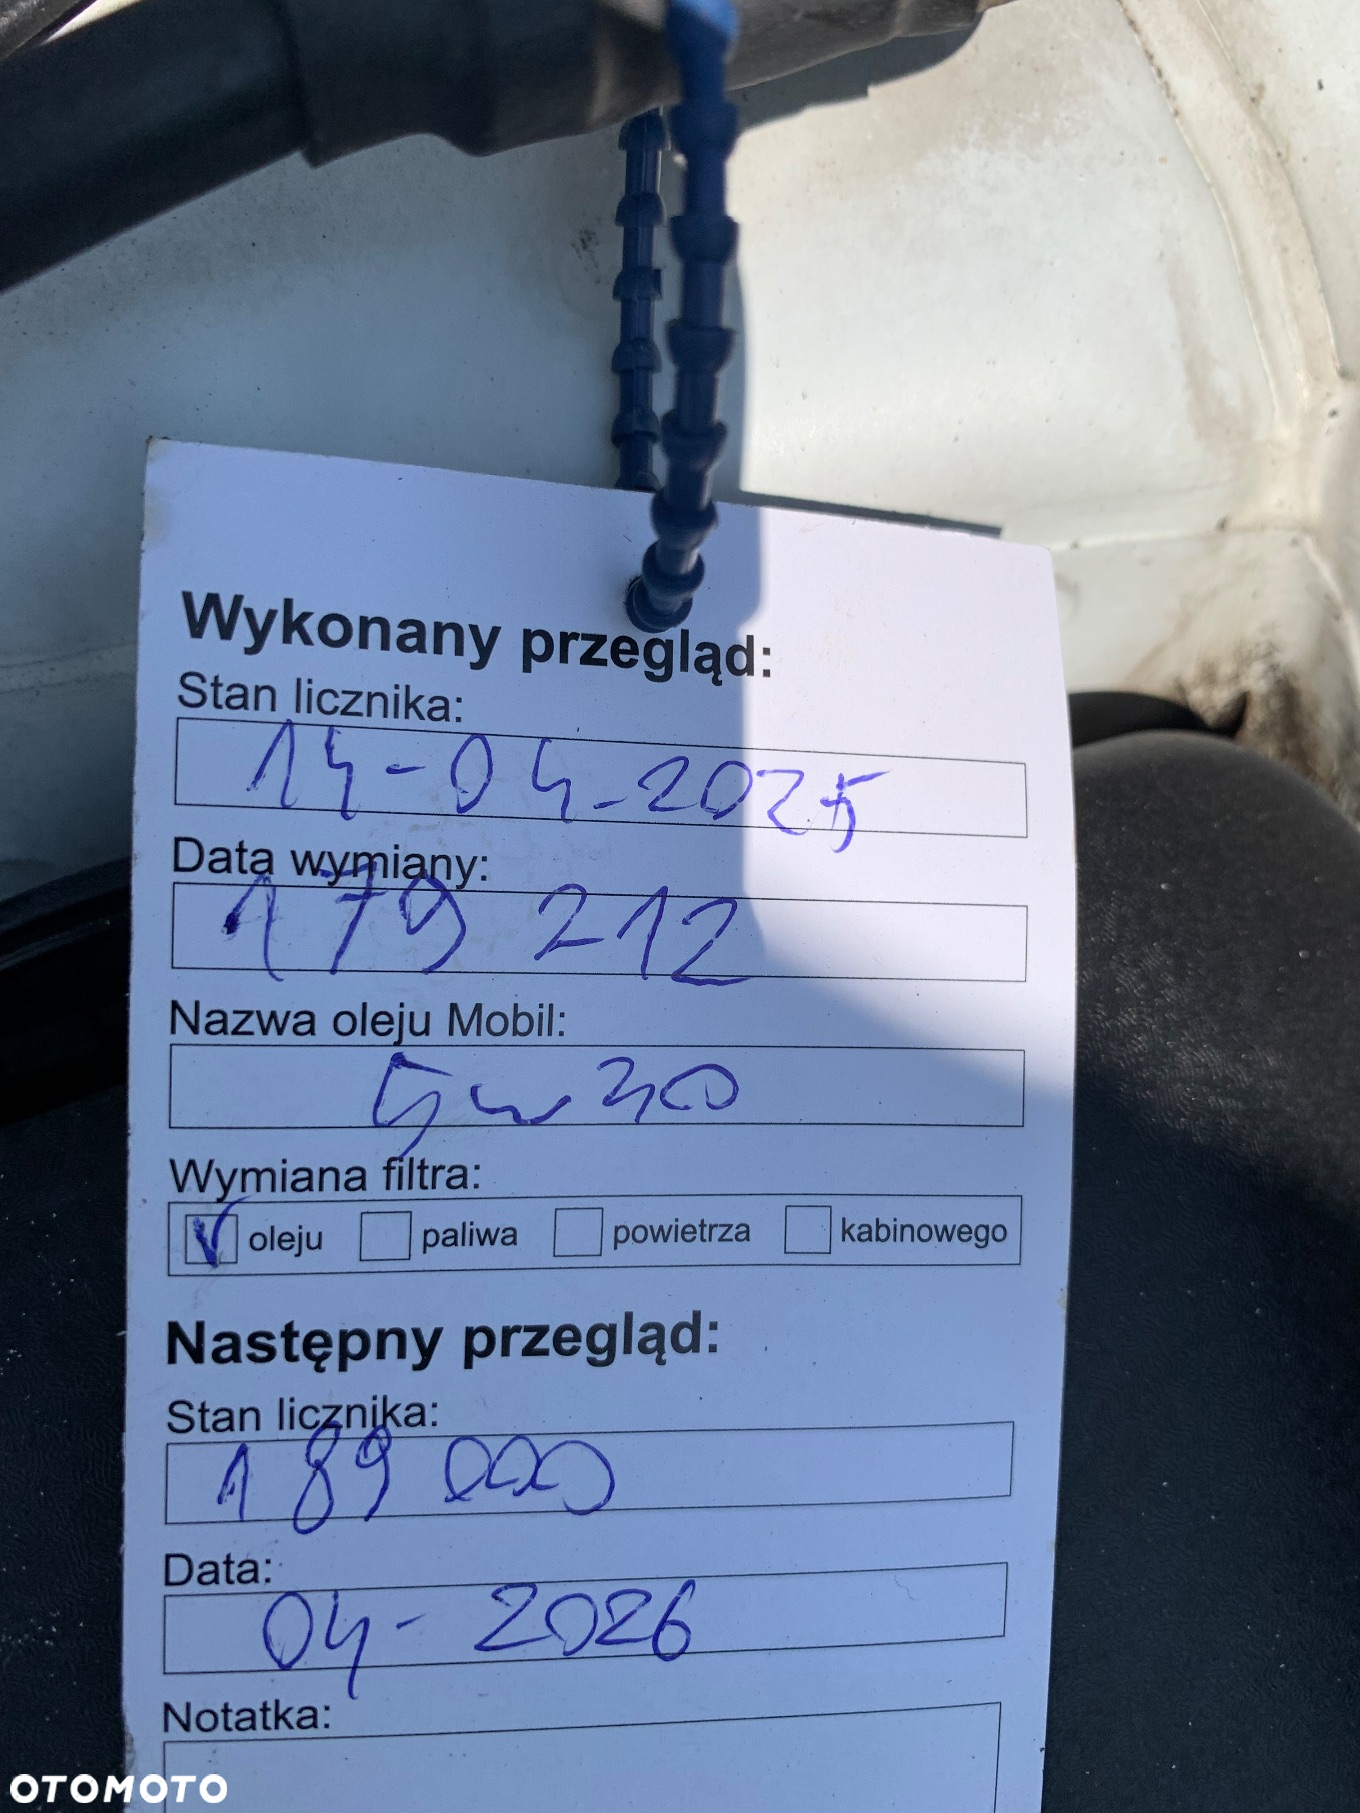 Wykonany przegląd:
Stan licznika:
14-04-2025
Data wymiany:
179 212
Nazwa oleju Mobil:
5w30
Wymiana filtra:
V oleju paliwa powietrza kabinowego
Następny przegląd:
Stan licznika:
189 000
Data:
04-2026
Notatka:
OTOMOTO